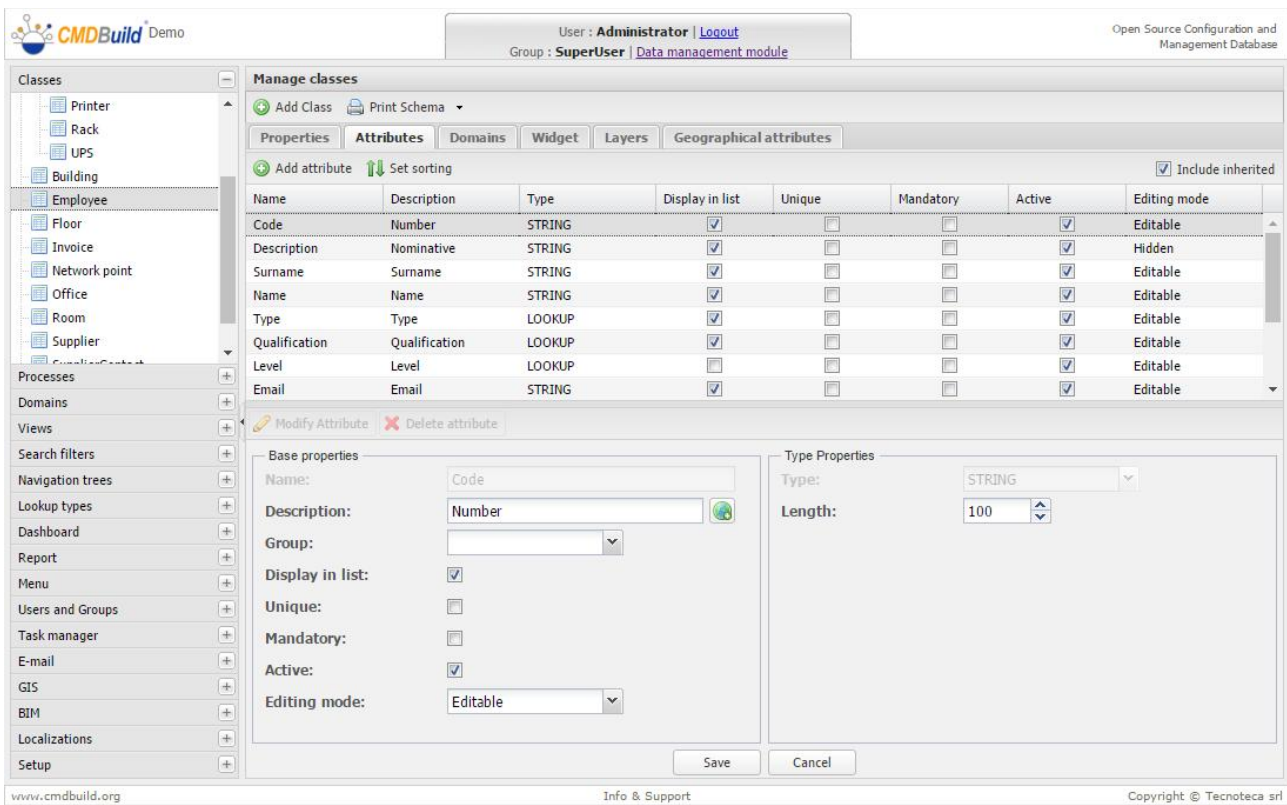 CMDBuild® Demo
User : Administrator | Logout
Group : SuperUser | Data management module
Open Source Configuration and
Management Database
Classes
Printer
Rack
UPS
Building
Employee
Floor
Invoice
Network point
Office
Room
Supplier
Processes
Domains
Views
Search filters
Navigation trees
Lookup types
Dashboard
Report
Menu
Users and Groups
Task manager
E-mail
GIS
BIM
Localizations
Setup
Manage classes
Add Class Print Schema
Properties Attributes Domains Widget Layers Geographical attributes
Add attribute Set sorting Include inherited
Name Description Type Display in list Unique Mandatory Active Editing mode
Code Number STRING Editable
Description Nominative STRING Hidden
Surname Surname STRING Editable
Name Name STRING Editable
Type Type LOOKUP Editable
Qualification Qualification LOOKUP Editable
Level Level LOOKUP Editable
Email Email STRING Editable
Modify Attribute Delete attribute
Base properties
Name: Code
Description: Number
Group:
Display in list:
Unique:
Mandatory:
Active:
Editing mode: Editable
Type Properties
Type: STRING
Length: 100
Save Cancel
www.cmdbuild.org Info & Support Copyright © Tecnoteca srl